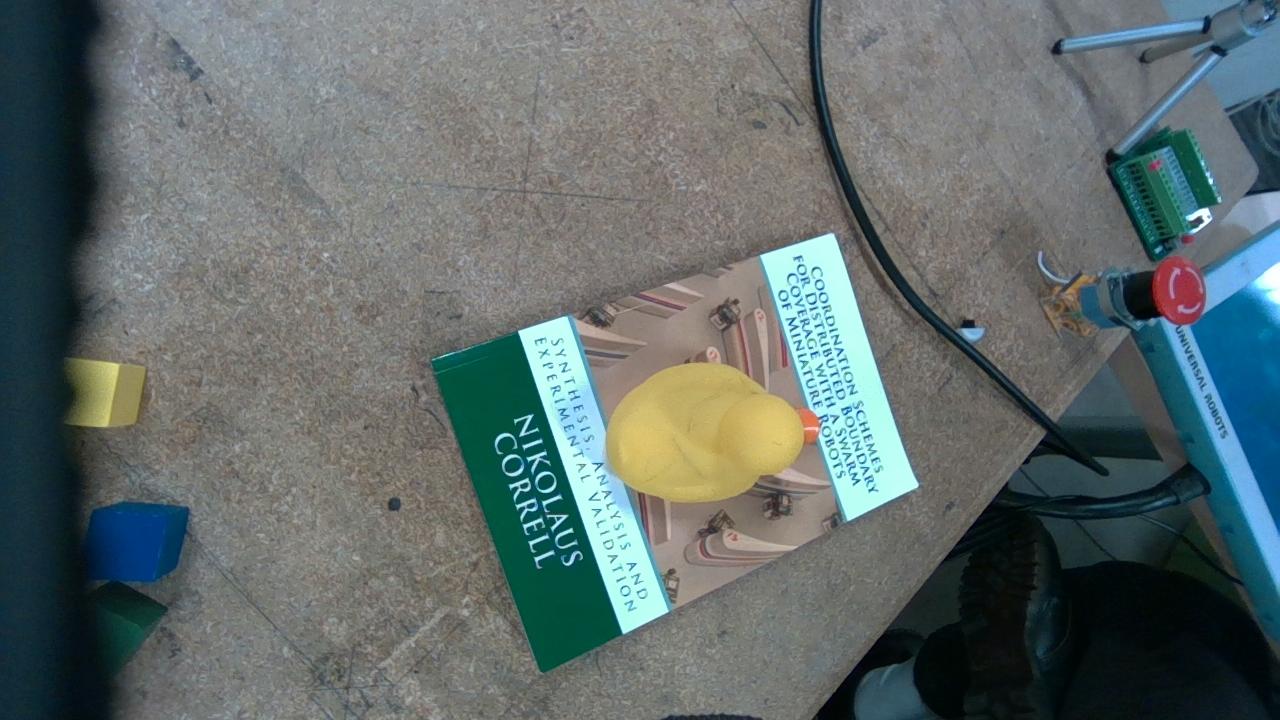 COORDINATION SCHEMES
FOR DISTRIBUTED BOUNDARY
COVERAGE WITH A SWARM
OF MINIATURE ROBOTS
SYNTHESIS, ANALYSIS AND
EXPERIMENTAL VALIDATION
NIKOLAUS
CORRELL
UNIVERSAL ROBOTS